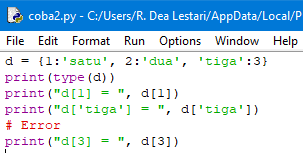 coba2.py - C:/Users/R. Dea Lestari/AppData/Local/P
File Edit Format Run Options Window Help
d = {1:'satu', 2:'dua', 'tiga':3}
print(type(d))
print("d[1] = ", d[1])
print("d['tiga'] = ", d['tiga'])
# Error
print("d[3] = ", d[3])